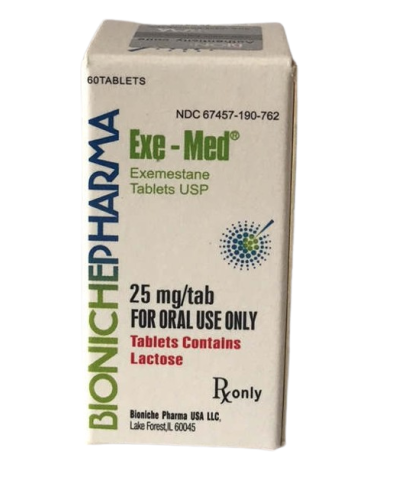 60TABLETS
NDC 67457-190-762
BIONICHEPHARMA
Exe - Med®
Exemestane
Tablets USP
25 mg/tab
FOR ORAL USE ONLY
Tablets Contains
Lactose
Rx only
Bioniche Pharma USA LLC,
Lake Forest,IL 60045